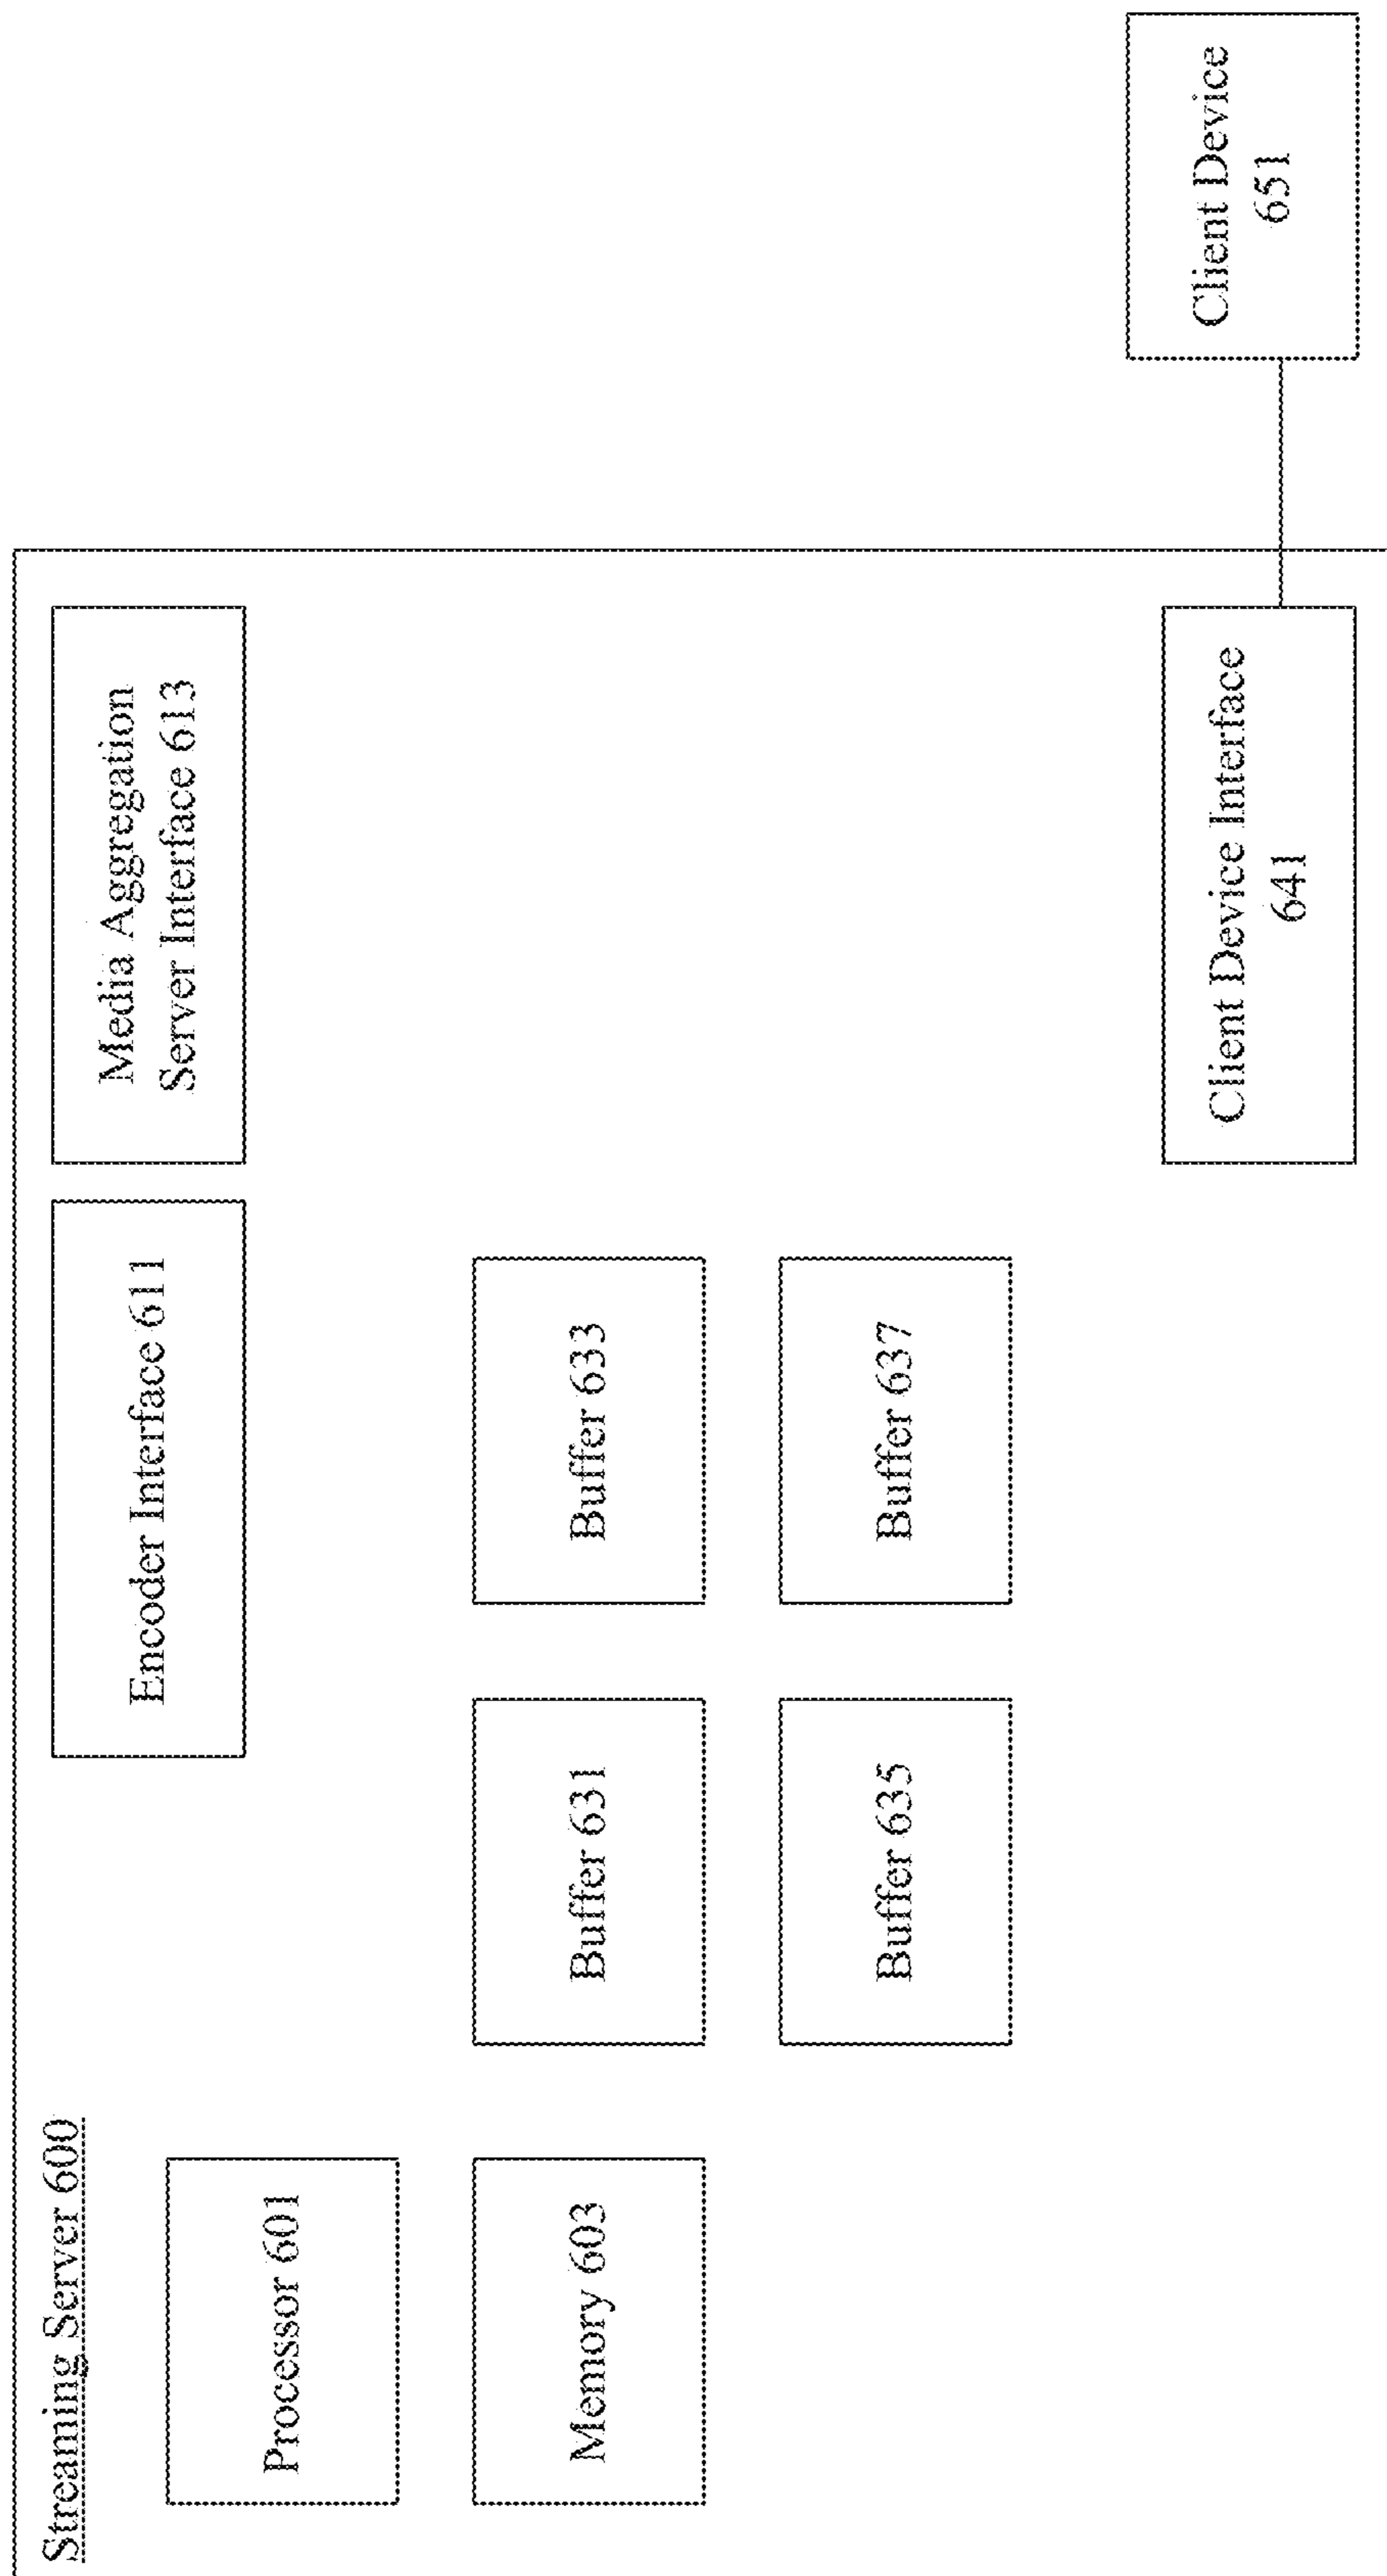 Streaming Server 600
Encoder Interface 611
Media Aggregation
Server Interface 613
Processor 601
Memory 603
Buffer 631
Buffer 633
Buffer 635
Buffer 637
Client Device Interface
641
Client Device
651